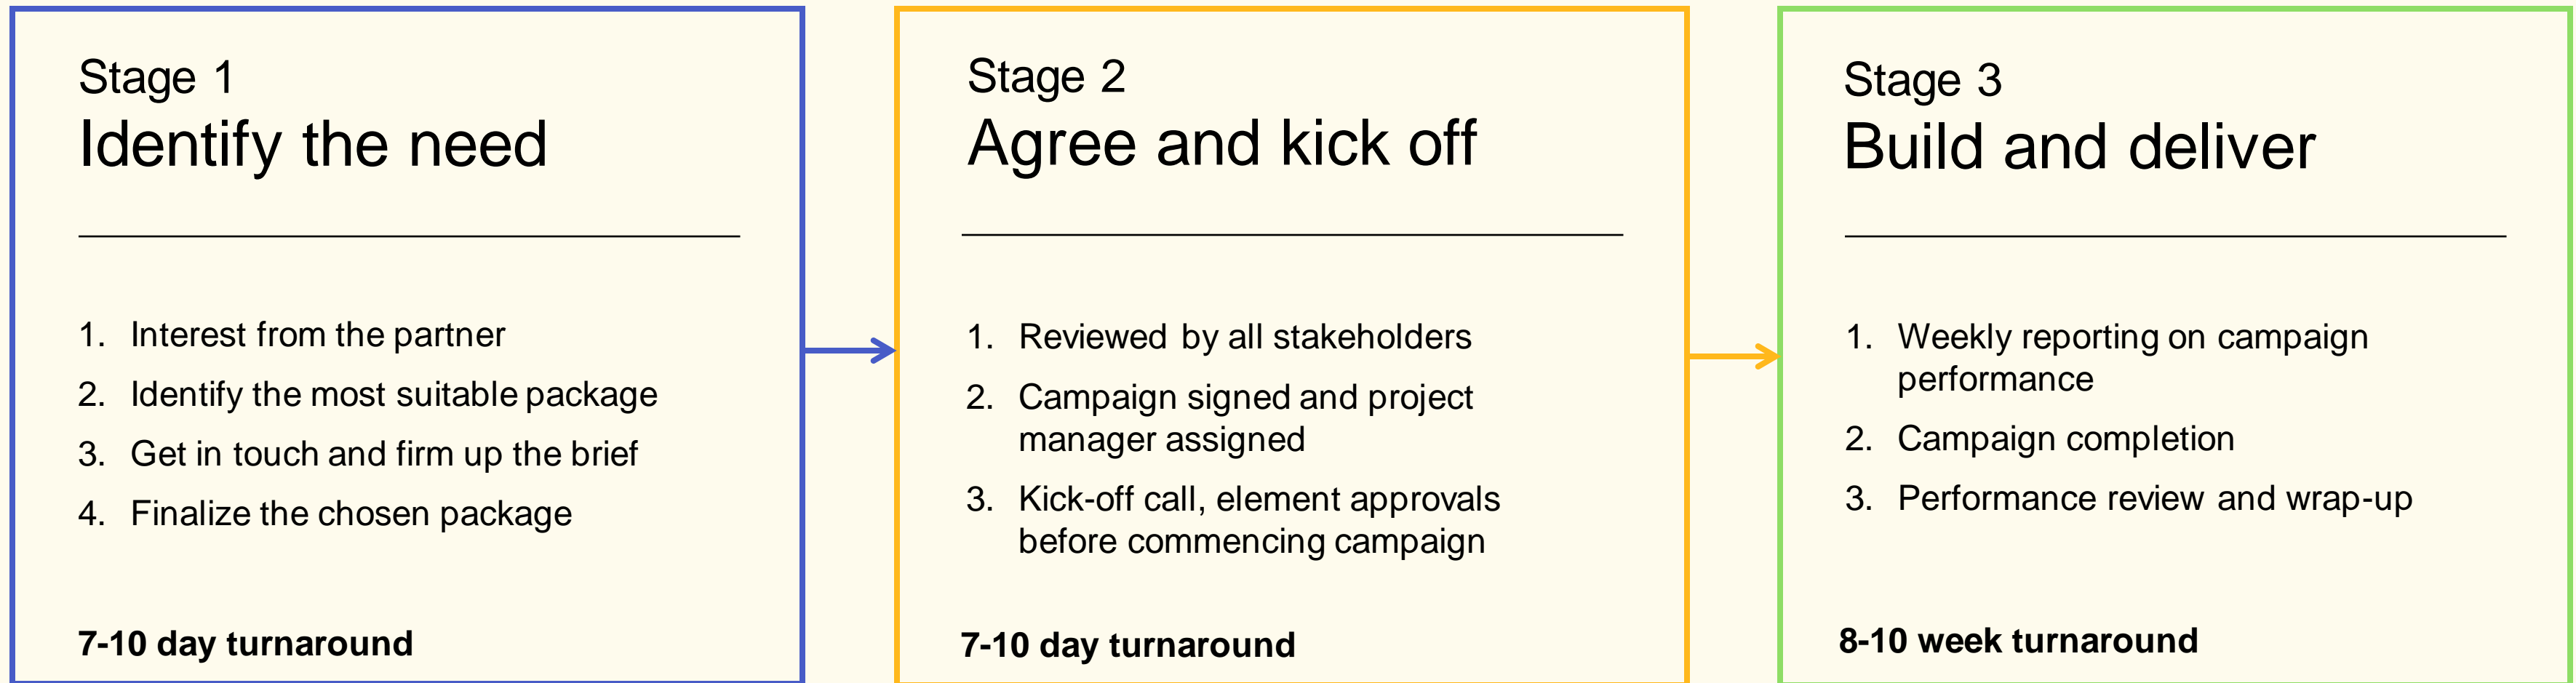 Stage 1
Identify the need
1. Interest from the partner
2. Identify the most suitable package
3. Get in touch and firm up the brief
4. Finalize the chosen package
7-10 day turnaround
Stage 2
Agree and kick off
1. Reviewed by all stakeholders
2. Campaign signed and project
manager assigned
3. Kick-off call, element approvals
before commencing campaign
7-10 day turnaround
Stage 3
Build and deliver
1. Weekly reporting on campaign
performance
2. Campaign completion
3. Performance review and wrap-up
8-10 week turnaround